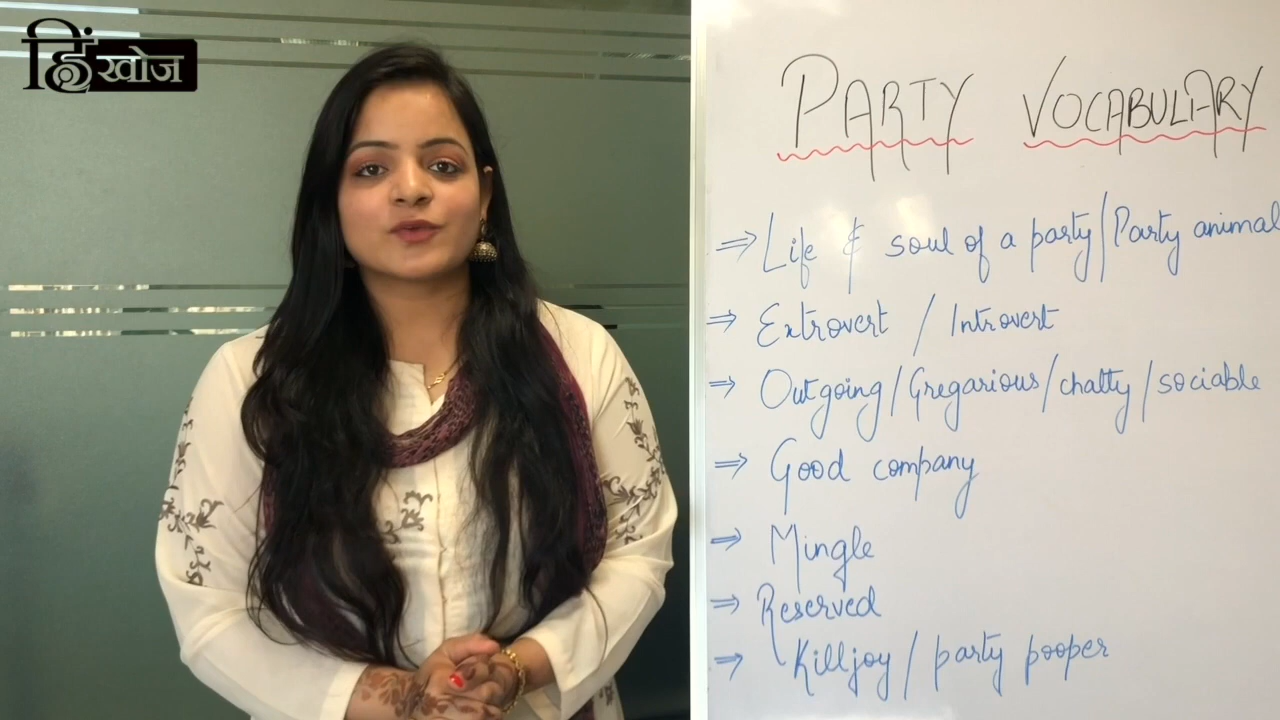 हिंखोज
PARTY VOCABULARY
⇒ Life & soul of a party/Party animal
⇒ Extrovert / Introvert
⇒ Outgoing/Gregarious/chatty/sociable
⇒ Good company
⇒ Mingle
⇒ Reserved
⇒ Killjoy / party pooper